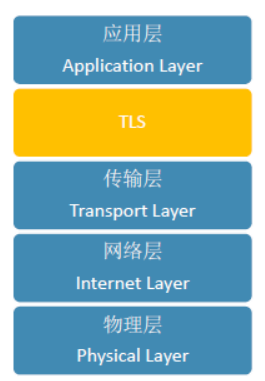 应用层
Application Layer
TLS
传输层
Transport Layer
网络层
Internet Layer
物理层
Physical Layer